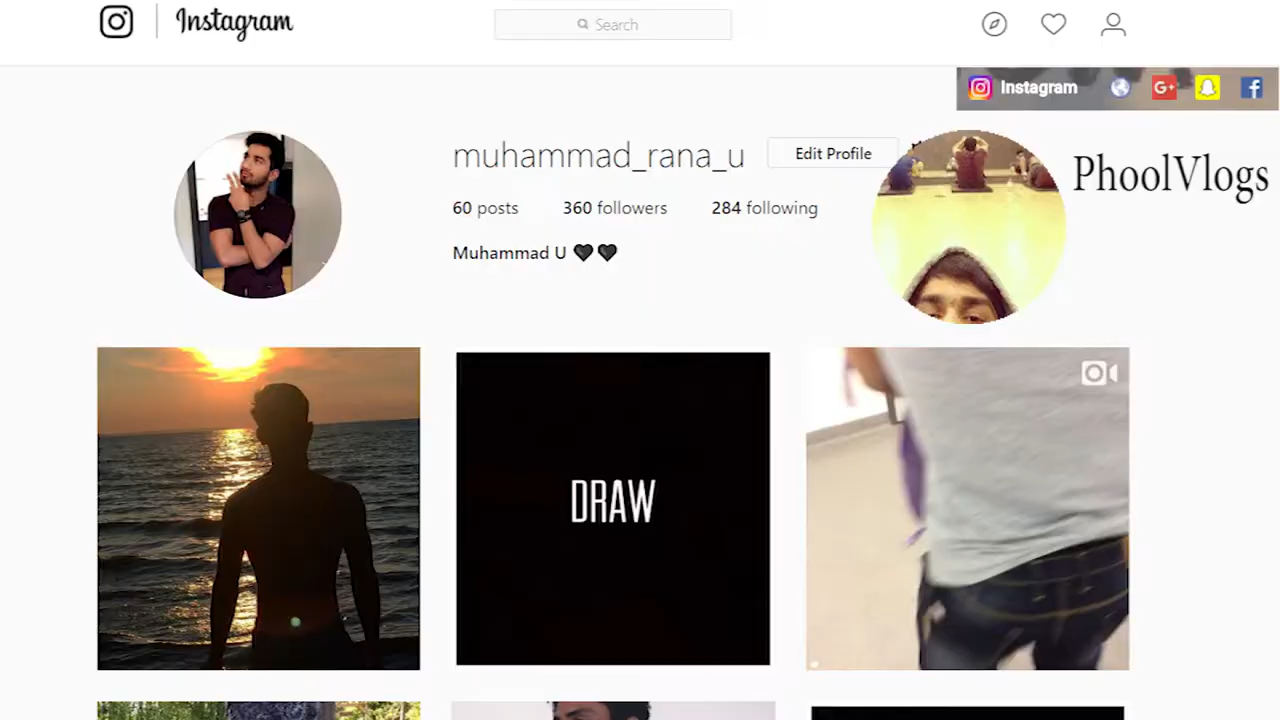 Instagram
Search
Instagram
G+
f
muhammad_rana_u
Edit Profile
PhoolVlogs
60 posts 360 followers 284 following
Muhammad U 🖤🖤
DRAW